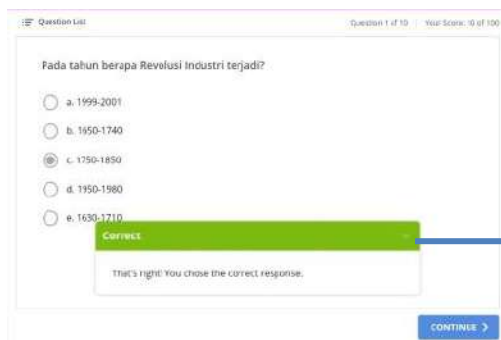 Question List
Question 1 of 10 | Your Score: 10 of 100
Pada tahun berapa Revolusi Industri terjadi?
a. 1999-2001
b. 1650-1740
c. 1750-1850
d. 1950-1980
e. 1630-1710
Correct
That's right! You chose the correct response.
CONTINUE >